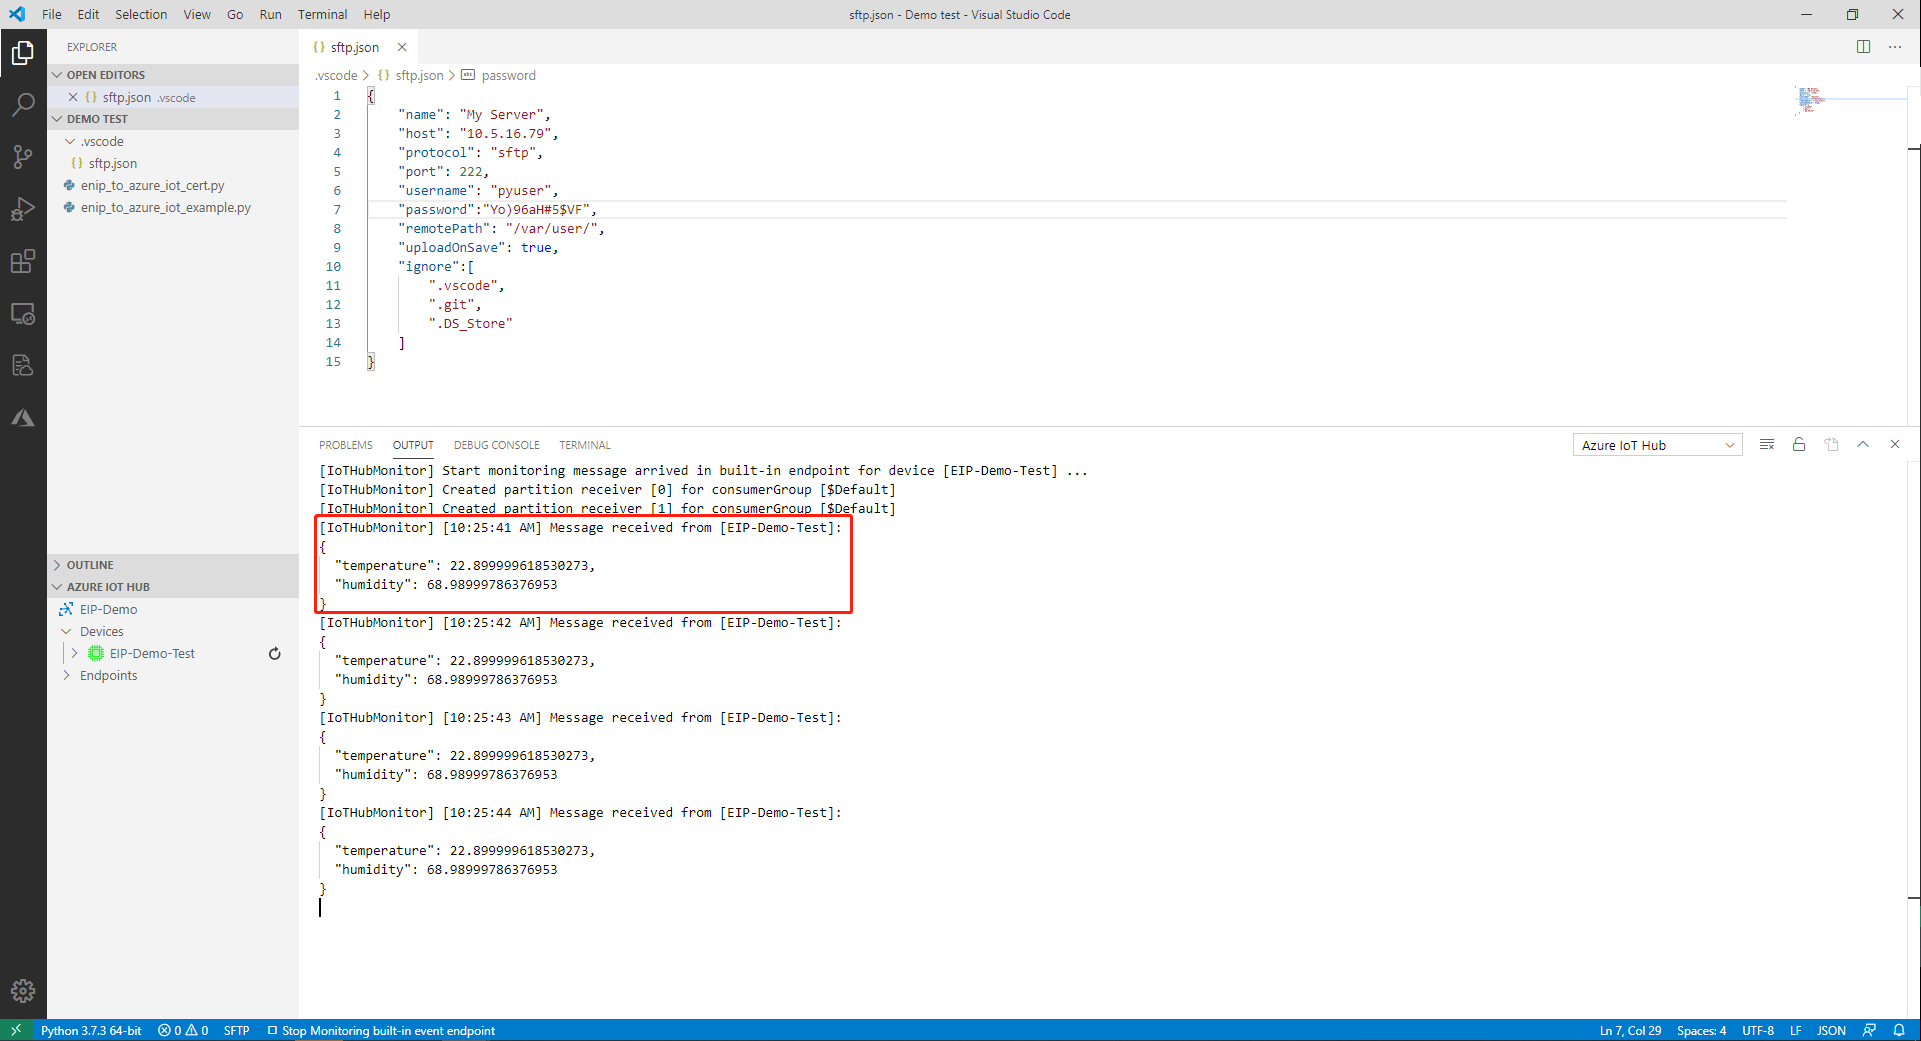 File Edit Selection View Go Run Terminal Help
sftp.json - Demo test - Visual Studio Code
EXPLORER
OPEN EDITORS
sftp.json .vscode
DEMO TEST
.vscode
sftp.json
enip_to_azure_iot_cert.py
enip_to_azure_iot_example.py
OUTLINE
AZURE IOT HUB
EIP-Demo
Devices
EIP-Demo-Test
Endpoints
sftp.json
.vscode > {} sftp.json > abc password
1 {
2 "name": "My Server",
3 "host": "10.5.16.79",
4 "protocol": "sftp",
5 "port": 222,
6 "username": "pyuser",
7 "password":"Yo)96aH#5$VF",
8 "remotePath": "/var/user/",
9 "uploadOnSave": true,
10 "ignore":[
11 ".vscode",
12 ".git",
13 ".DS_Store"
14 ]
15 }
PROBLEMS OUTPUT DEBUG CONSOLE TERMINAL
Azure IoT Hub
[IoTHubMonitor] Start monitoring message arrived in built-in endpoint for device [EIP-Demo-Test] ...
[IoTHubMonitor] Created partition receiver [0] for consumerGroup [$Default]
[IoTHubMonitor] Created partition receiver [1] for consumerGroup [$Default]
[IoTHubMonitor] [10:25:41 AM] Message received from [EIP-Demo-Test]:
{
"temperature": 22.899999618530273,
"humidity": 68.98999786376953
}
[IoTHubMonitor] [10:25:42 AM] Message received from [EIP-Demo-Test]:
{
"temperature": 22.899999618530273,
"humidity": 68.98999786376953
}
[IoTHubMonitor] [10:25:43 AM] Message received from [EIP-Demo-Test]:
{
"temperature": 22.899999618530273,
"humidity": 68.98999786376953
}
[IoTHubMonitor] [10:25:44 AM] Message received from [EIP-Demo-Test]:
{
"temperature": 22.899999618530273,
"humidity": 68.98999786376953
}
Python 3.7.3 64-bit 0 0 SFTP Stop Monitoring built-in event endpoint
Ln 7, Col 29 Spaces: 4 UTF-8 LF JSON